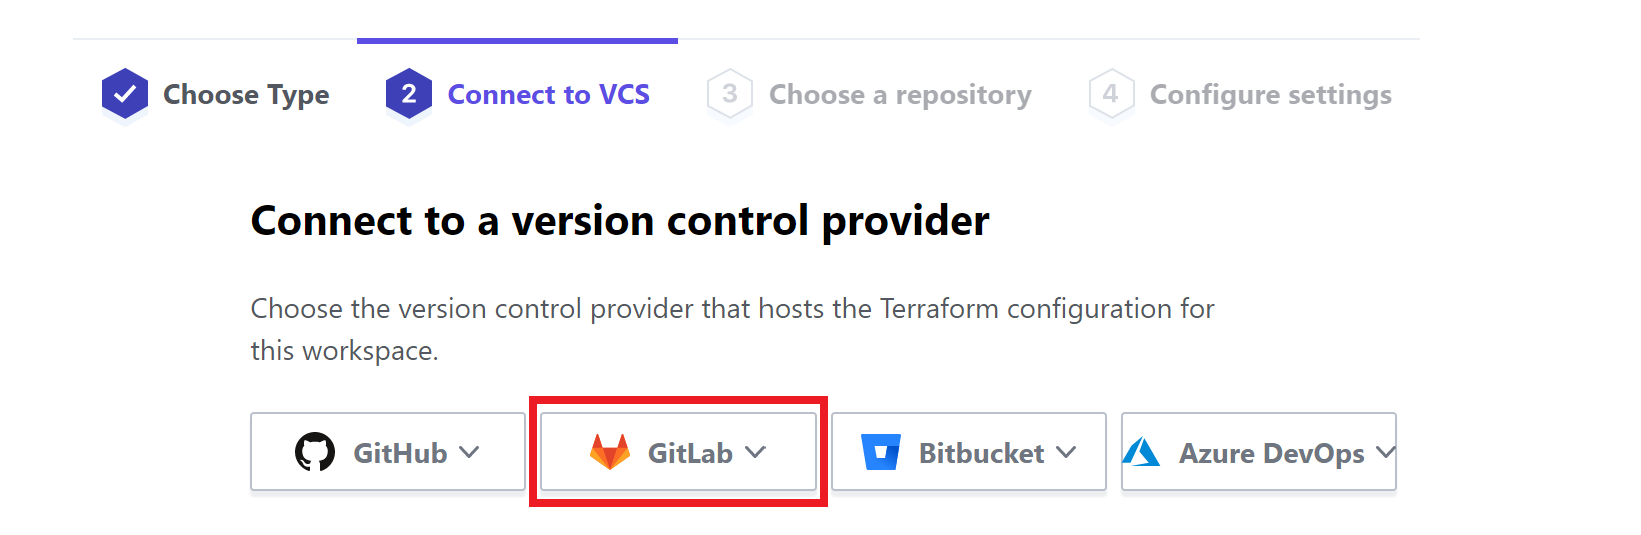 Choose Type 2 Connect to VCS 3 Choose a repository 4 Configure settings
Connect to a version control provider
Choose the version control provider that hosts the Terraform configuration for
this workspace.
GitHub GitLab Bitbucket Azure DevOps